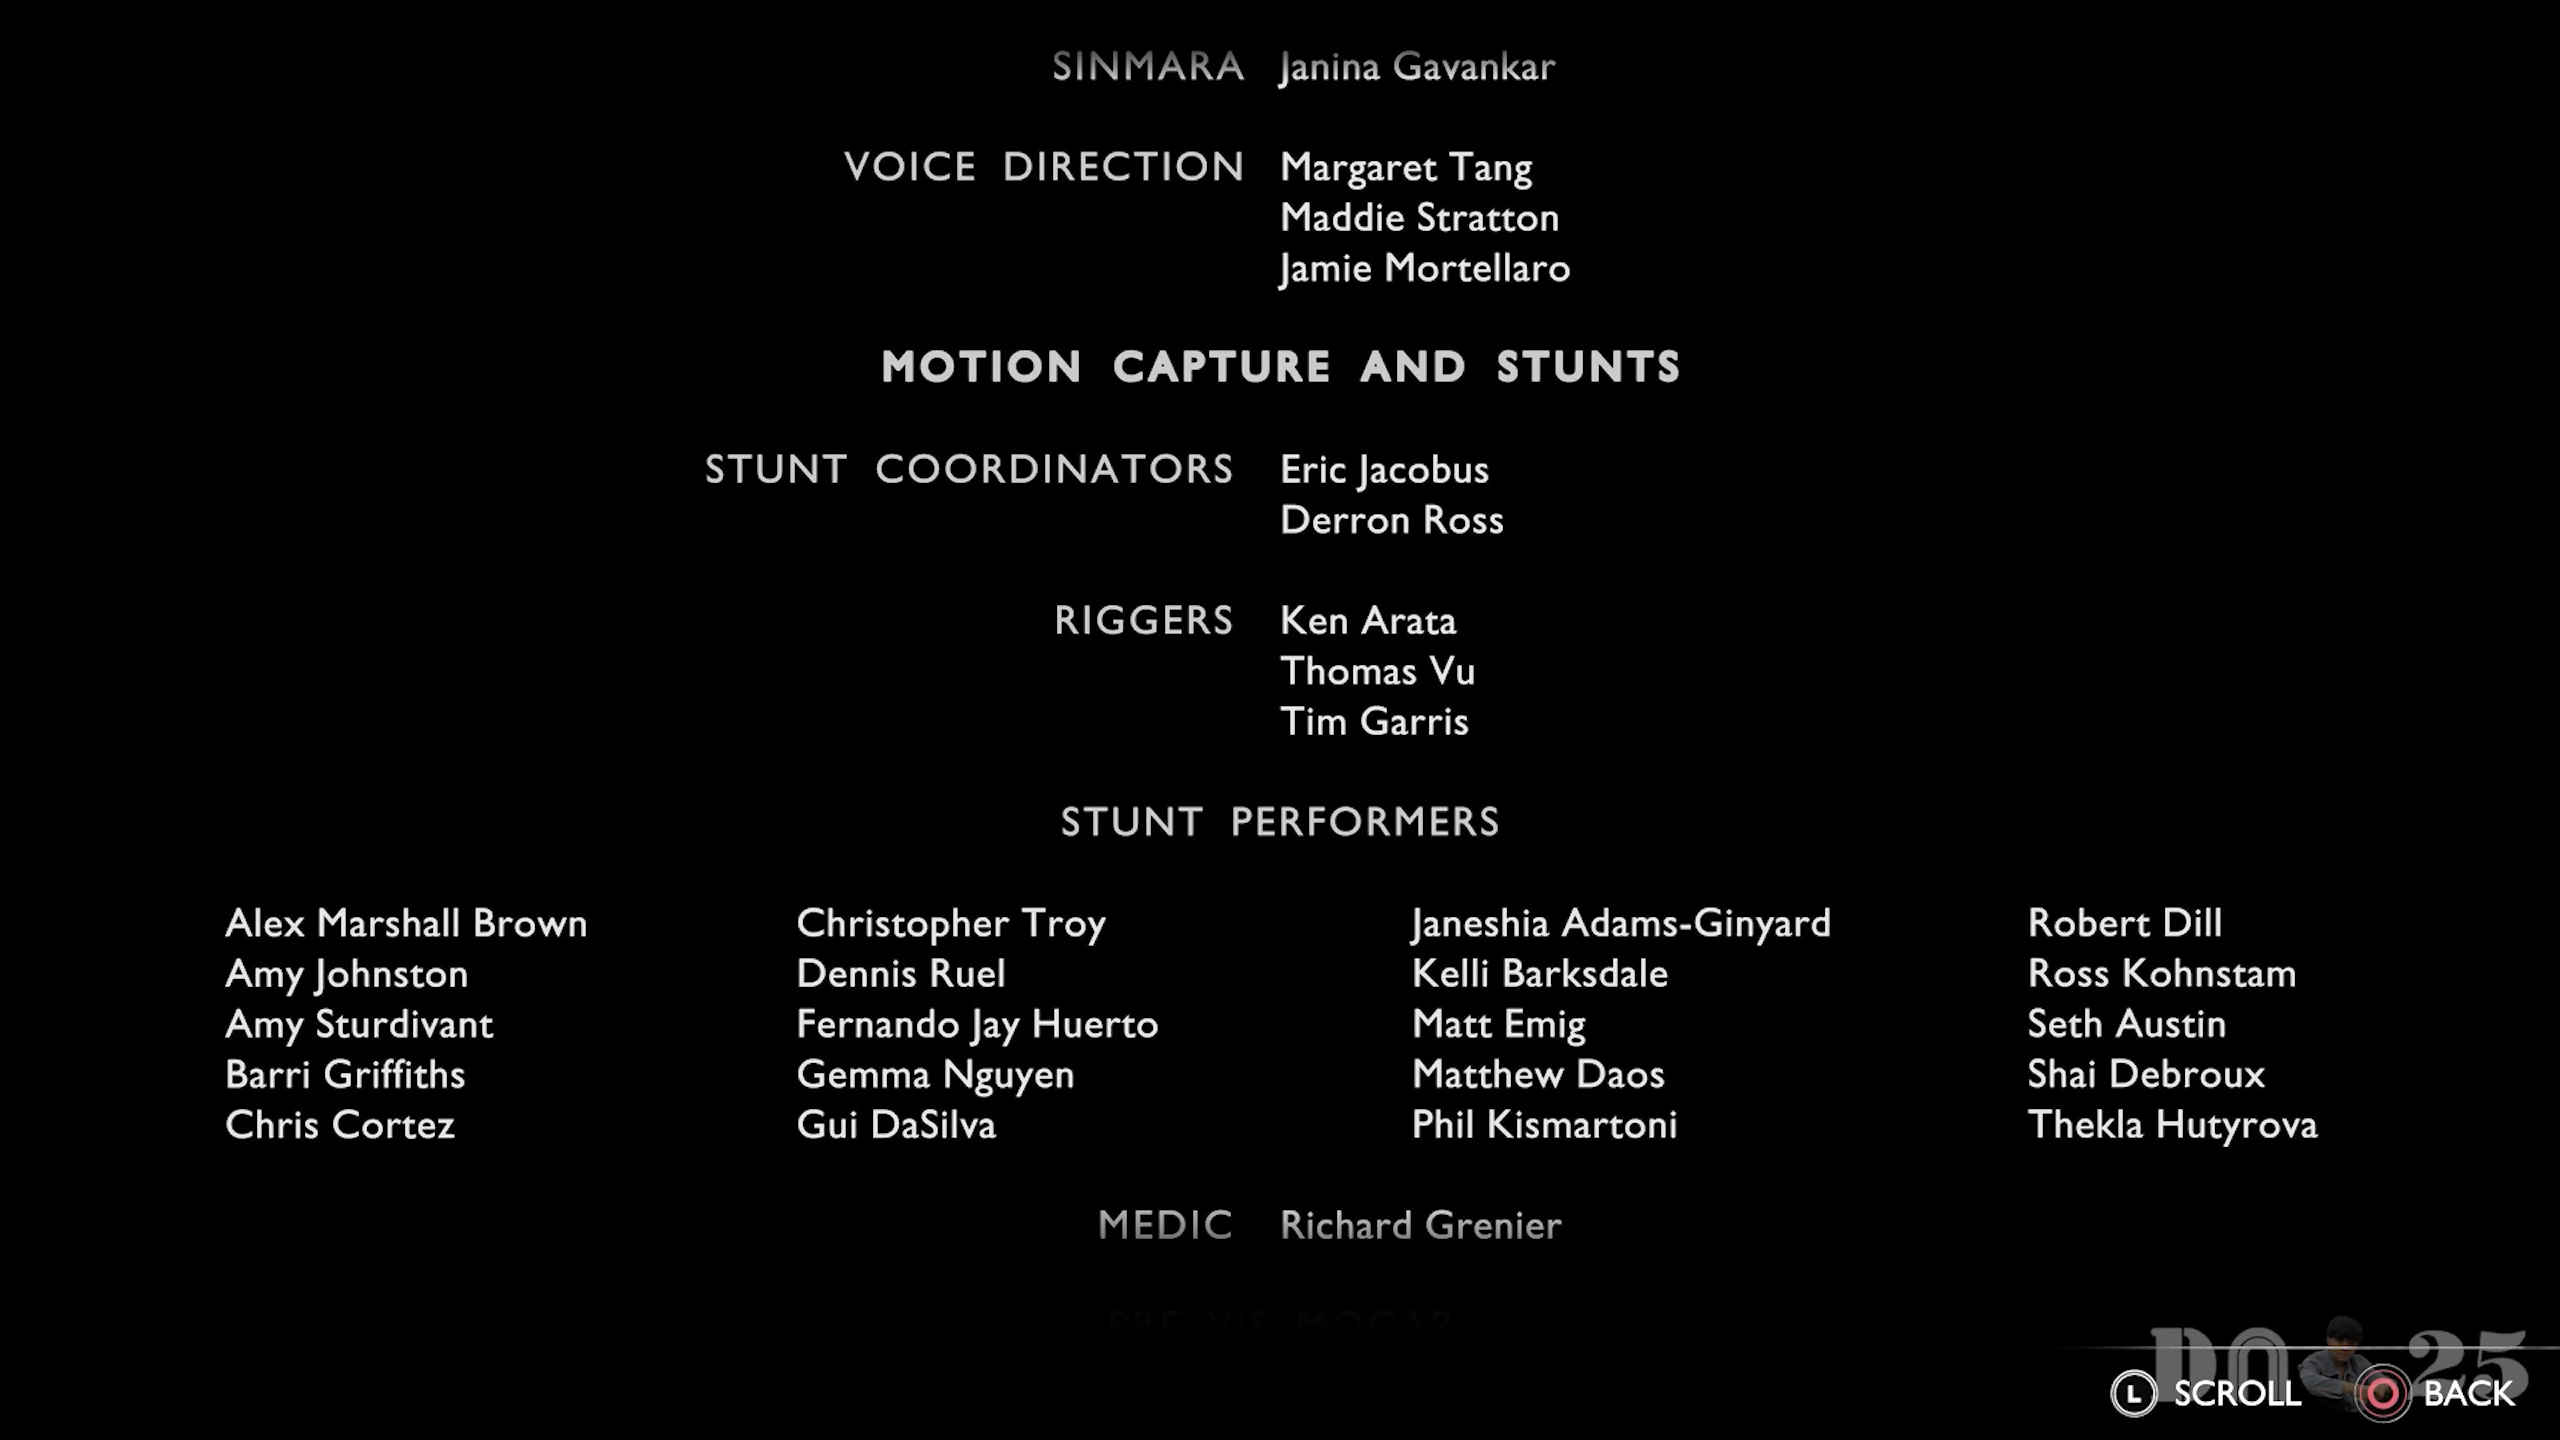 SINMARA Janina Gavankar
VOICE DIRECTION Margaret Tang
Maddie Stratton
Jamie Mortellaro
MOTION CAPTURE AND STUNTS
STUNT COORDINATORS Eric Jacobus
Derron Ross
RIGGERS Ken Arata
Thomas Vu
Tim Garris
STUNT PERFORMERS
Alex Marshall Brown Christopher Troy Janeshia Adams-Ginyard Robert Dill
Amy Johnston Dennis Ruel Kelli Barksdale Ross Kohnstam
Amy Sturdivant Fernando Jay Huerto Matt Emig Seth Austin
Barri Griffiths Gemma Nguyen Matthew Daos Shai Debroux
Chris Cortez Gui DaSilva Phil Kismartoni Thekla Hutyrova
MEDIC Richard Grenier
PRE VIS MOCAP
L SCROLL BACK